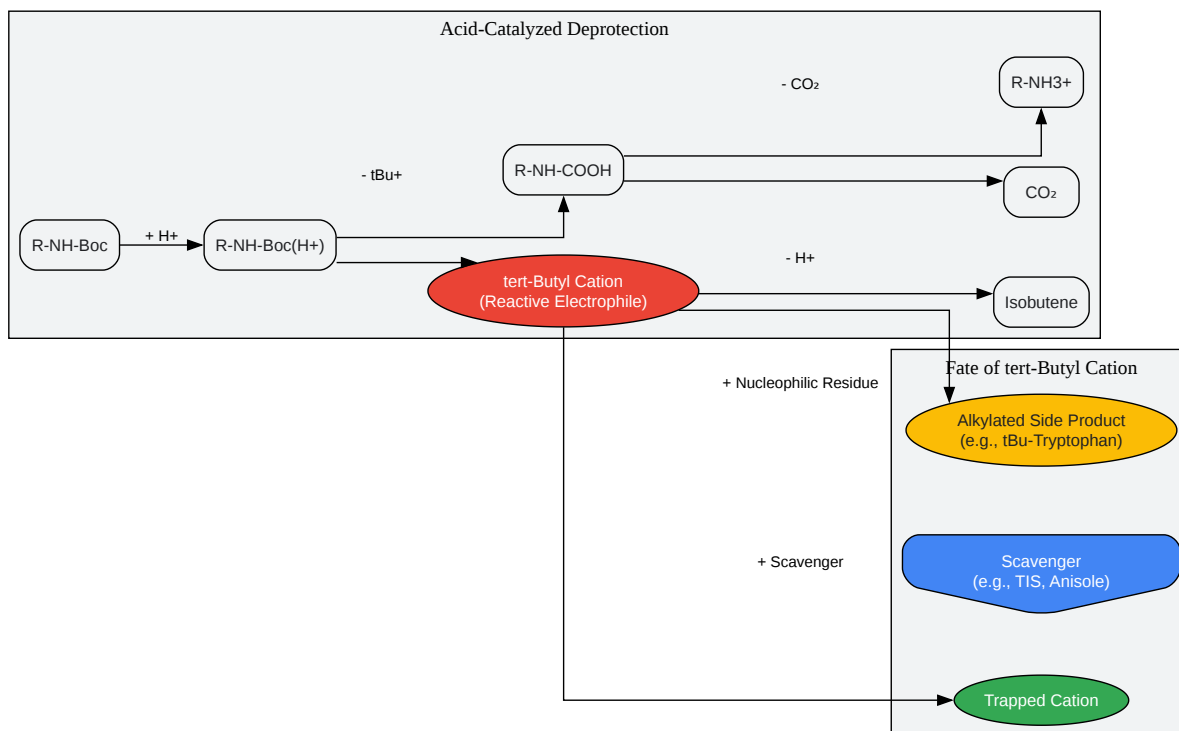 Acid-Catalyzed Deprotection
- CO₂
R-NH3+
- tBu+
R-NH-COOH
CO₂
R-NH-Boc
+ H+
R-NH-Boc(H+)
- H+
tert-Butyl Cation
(Reactive Electrophile)
Isobutene
Fate of tert-Butyl Cation
+ Nucleophilic Residue
Alkylated Side Product
(e.g., tBu-Tryptophan)
+ Scavenger
Scavenger
(e.g., TIS, Anisole)
Trapped Cation